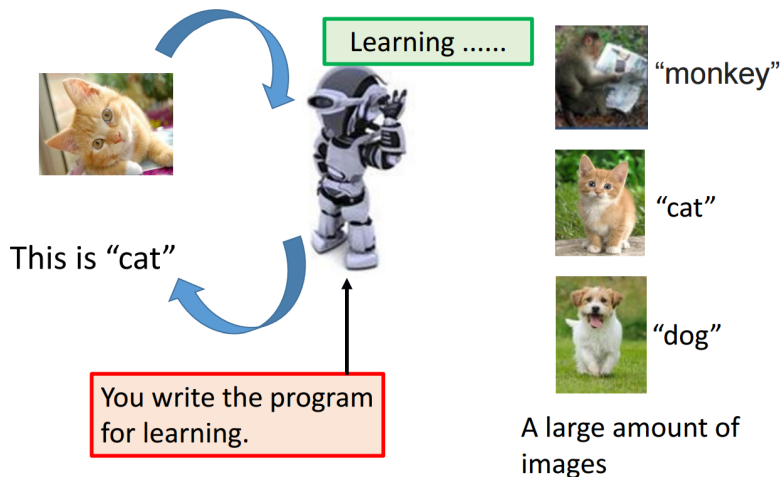 Learning ......
“monkey”
“cat”
This is “cat”
“dog”
You write the program
for learning.
A large amount of
images